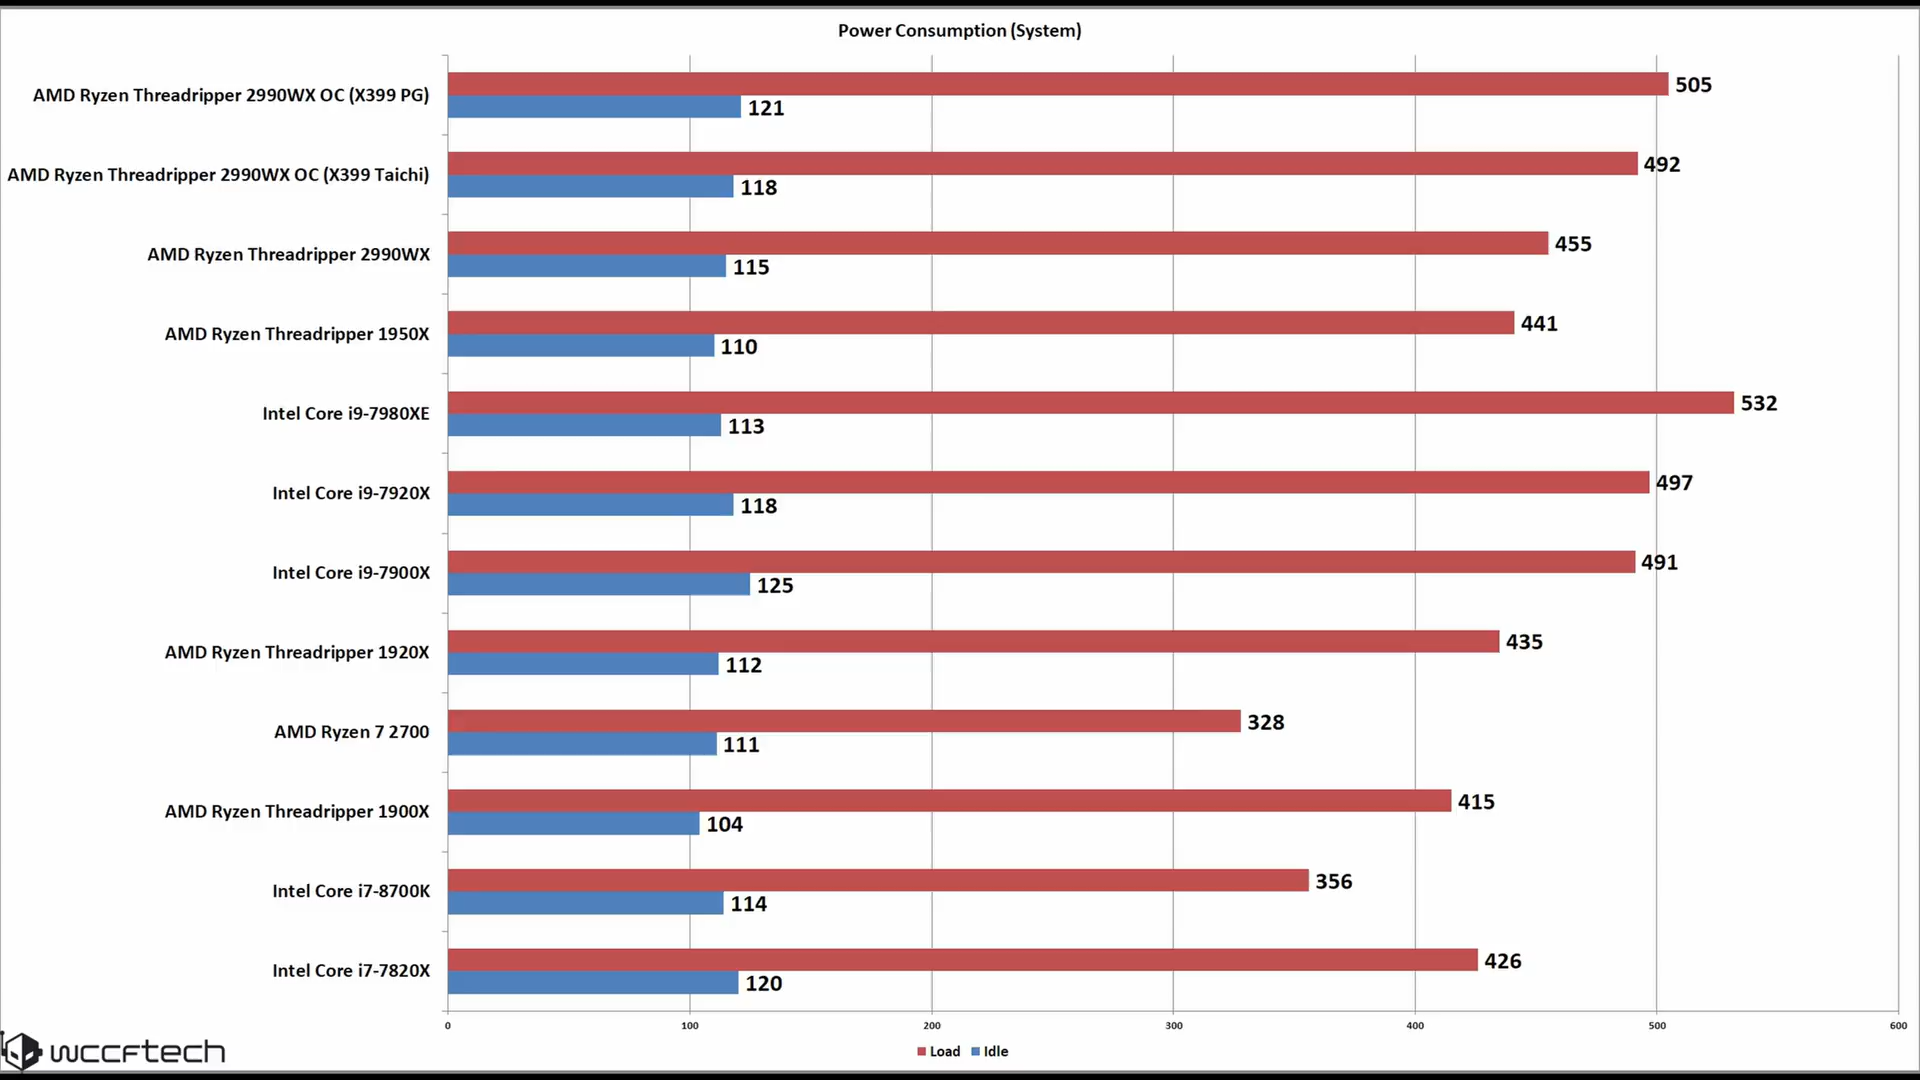 Power Consumption (System)
AMD Ryzen Threadripper 2990WX OC (X399 PG)
505
121
AMD Ryzen Threadripper 2990WX OC (X399 Taichi)
492
118
AMD Ryzen Threadripper 2990WX
455
115
AMD Ryzen Threadripper 1950X
441
110
Intel Core i9-7980XE
532
113
Intel Core i9-7920X
497
118
Intel Core i9-7900X
491
125
AMD Ryzen Threadripper 1920X
435
112
AMD Ryzen 7 2700
328
111
AMD Ryzen Threadripper 1900X
415
104
Intel Core i7-8700K
356
114
Intel Core i7-7820X
426
120
0 100 200 300 400 500 600
Load Idle
wccftech